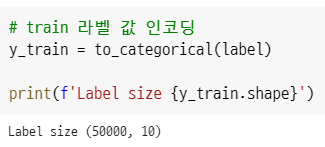 # train 라벨 값 인코딩
y_train = to_categorical(label)
print(f'Label size {y_train.shape}')
Label size (50000, 10)